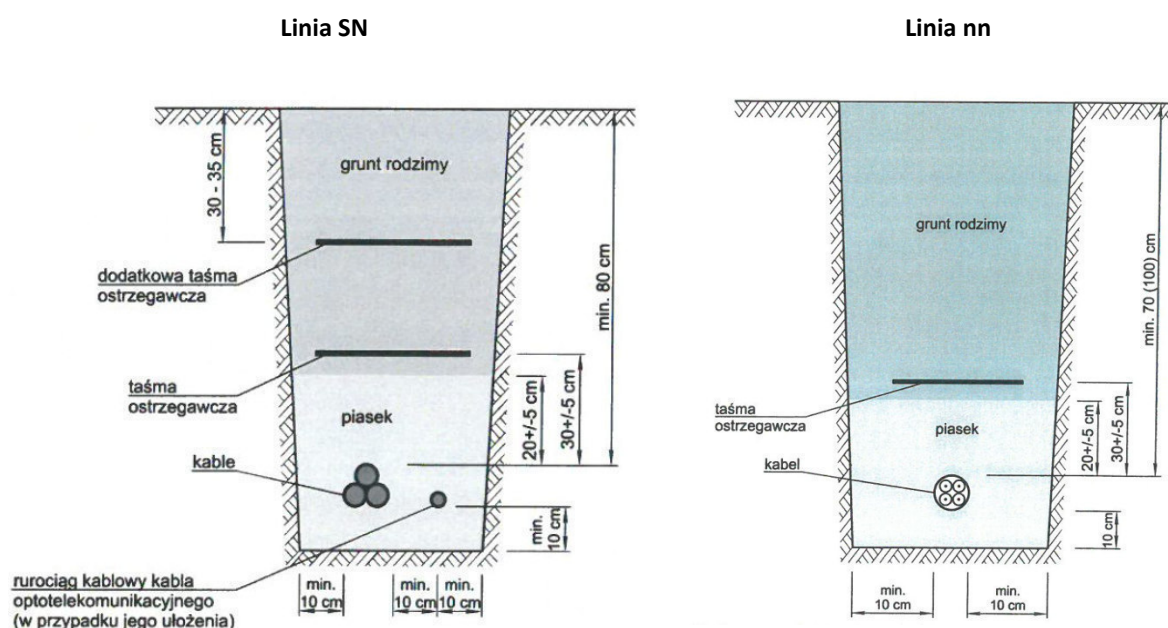 Linia SN
30 - 35 cm
grunt rodzimy
dodatkowa taśma
ostrzegawcza
min. 80 cm
taśma
ostrzegawcza
piasek
20+/-5 cm
30+/-5 cm
kable
min.
10 cm
rurociąg kablowy kabla
optotelekomunikacyjnego
(w przypadku jego ułożenia)
min.
10 cm
min.
10 cm
min.
10 cm
Linia nn
grunt rodzimy
min. 70 (100) cm
taśma
ostrzegawcza
piasek
20+/-5 cm
30+/-5 cm
kabel
10 cm
min.
10 cm
min.
10 cm